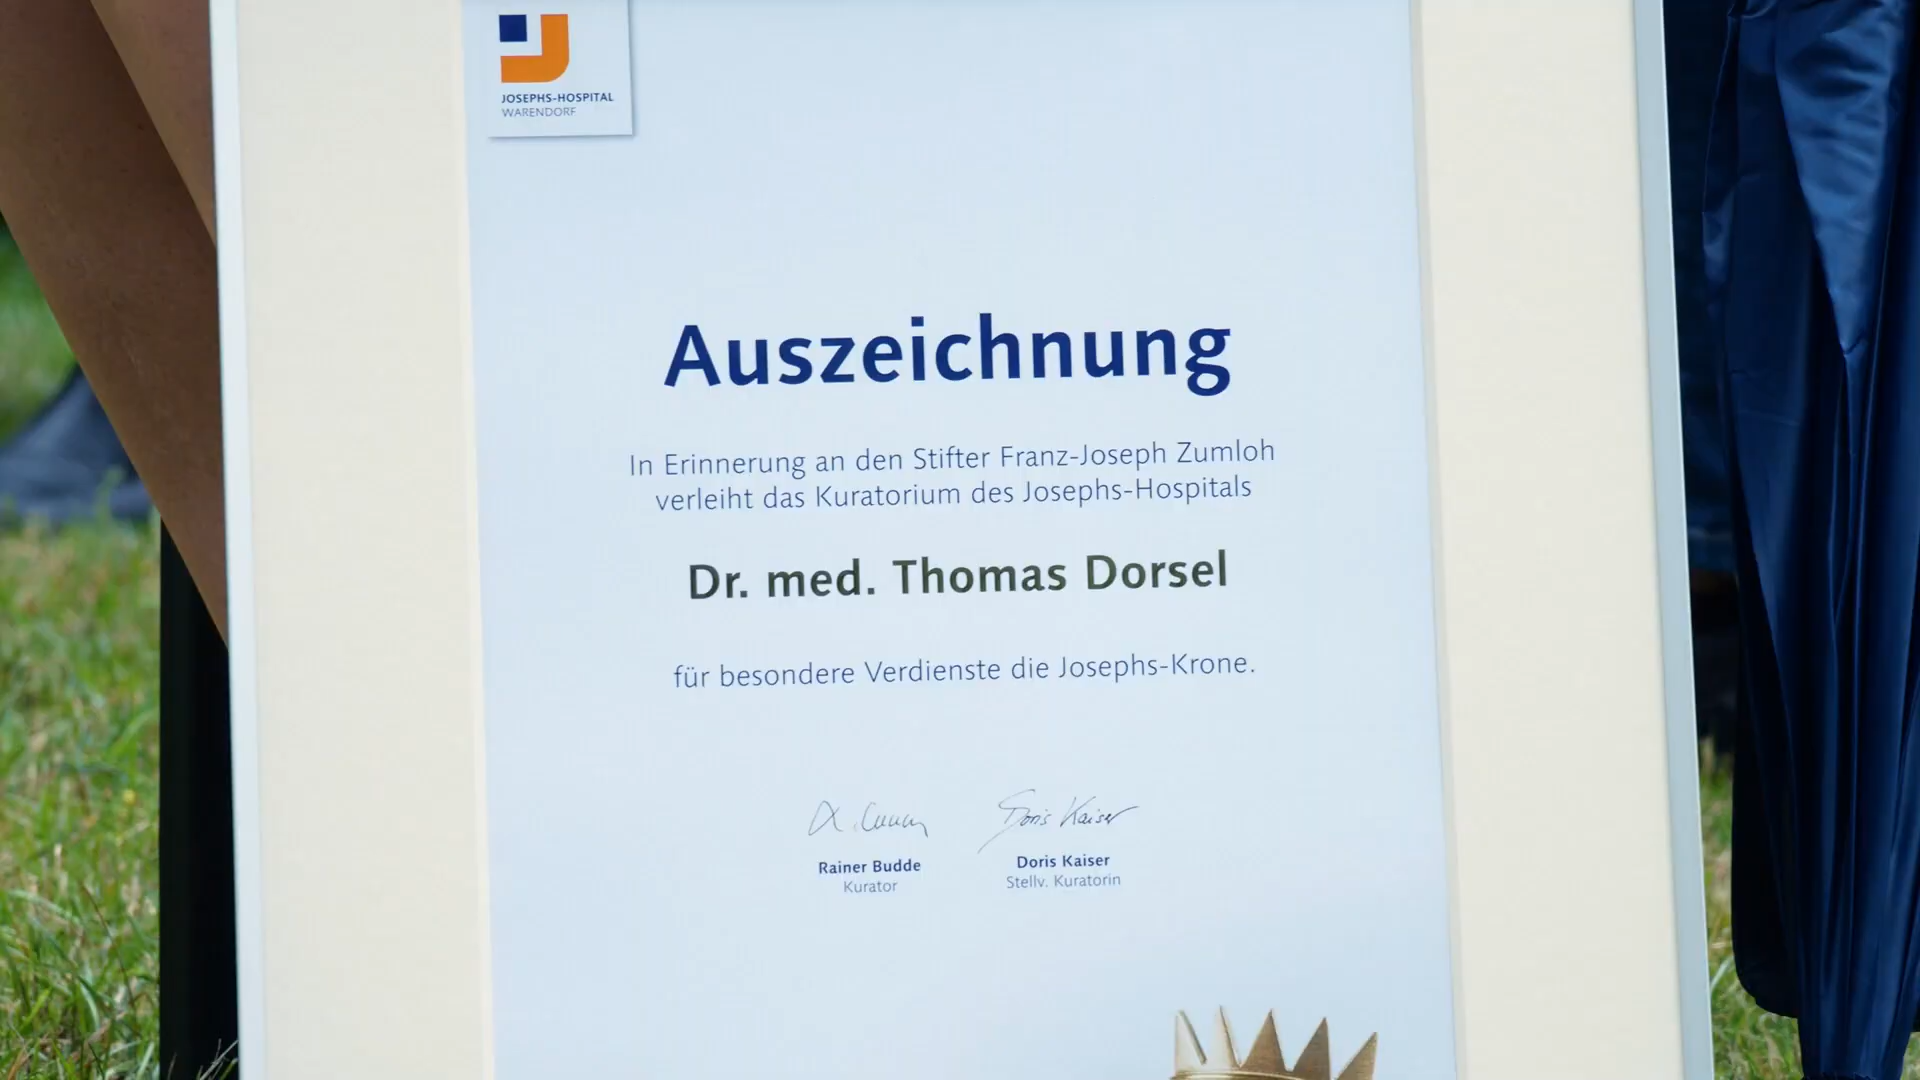 JOSEPHS-HOSPITAL
WARENDORF
Auszeichnung
In Erinnerung an den Stifter Franz-Joseph Zumloh
verleiht das Kuratorium des Josephs-Hospitals
Dr. med. Thomas Dorsel
für besondere Verdienste die Josephs-Krone.
Doris Kaiser
Rainer Budde
Doris Kaiser
Kurator
Stellv. Kuratorin